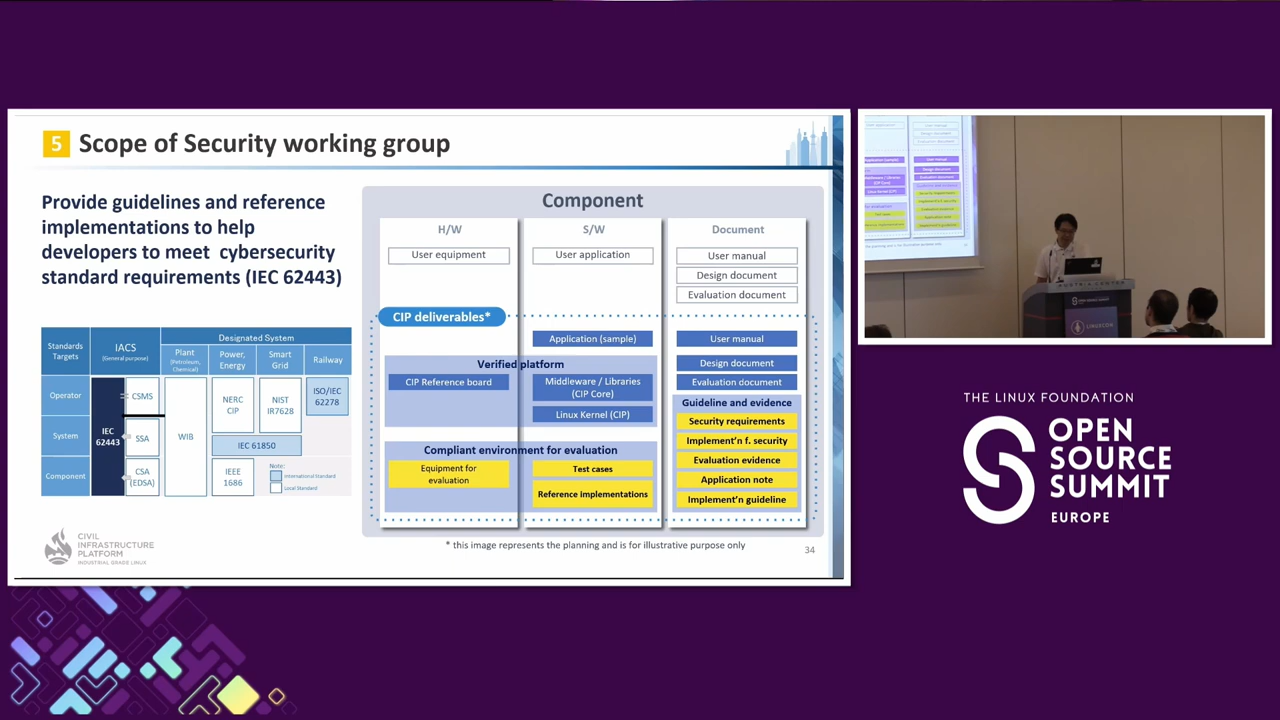 5 Scope of Security working group
Provide guidelines and reference
implementations to help
developers to meet cybersecurity
standard requirements (IEC 62443)
Standards
Targets
IACS
(General purpose)
Designated System
Plant
(Petroleum,
Chemical)
Power,
Energy
Smart
Grid
Railway
Operator
System
Component
IEC
62443
CSMS
SSA
CSA
(EDSA)
WIB
NERC
CIP
NIST
IR7628
ISO/IEC
62278
IEC 61850
IEEE
1686
Note:
International Standard
Local Standard
CIVIL
INFRASTRUCTURE
PLATFORM
INDUSTRIAL GRADE LINUX
Component
H/W
User equipment
S/W
User application
Document
User manual
Design document
Evaluation document
CIP deliverables*
Application (sample)
User manual
Verified platform
Design document
CIP Reference board
Middleware / Libraries
(CIP Core)
Evaluation document
Linux Kernel (CIP)
Guideline and evidence
Security requirements
Implement'n f. security
Evaluation evidence
Application note
Implement'n guideline
Compliant environment for evaluation
Equipment for
evaluation
Test cases
Reference implementations
* this image represents the planning and is for illustrative purpose only
34
AUSTRIA CENTER
LINUXCON
THE LINUX FOUNDATION
OPEN
SOURCE
SUMMIT
EUROPE